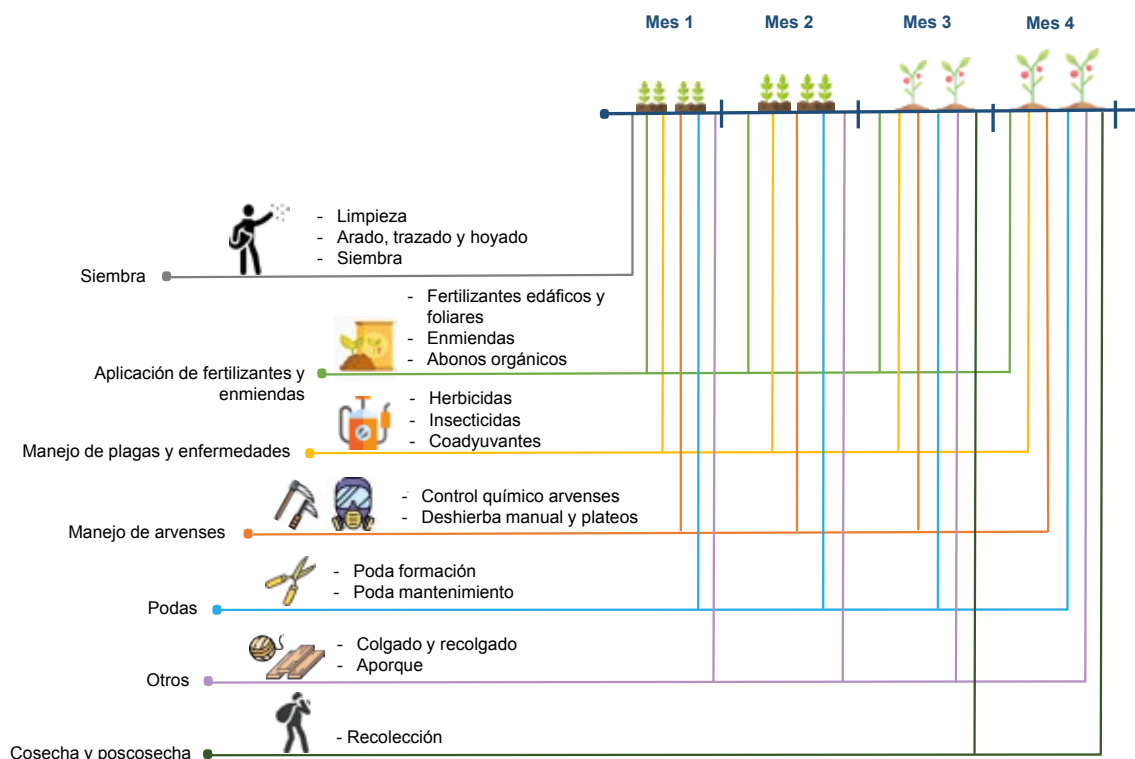 Mes 1
Mes 2
Mes 3
Mes 4
- Limpieza
- Arado, trazado y hoyado
- Siembra
Siembra
- Fertilizantes edáficos y
foliares
- Enmiendas
- Abonos orgánicos
Aplicación de fertilizantes y
enmiendas
- Herbicidas
- Insecticidas
- Coadyuvantes
Manejo de plagas y enfermedades
- Control químico arvenses
- Deshierba manual y plateos
Manejo de arvenses
- Poda formación
- Poda mantenimiento
Podas
- Colgado y recolgado
- Aporque
Otros
- Recolección
Cosecha y poscosecha